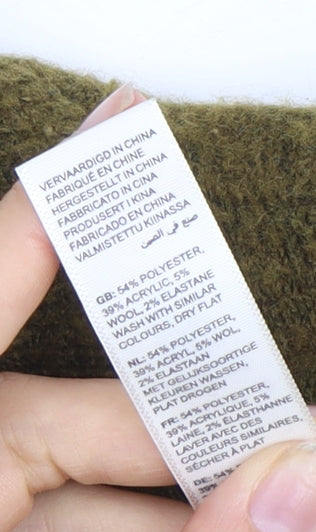 VERVAARDIGD IN CHINA
FABRIQUÉ EN CHINE
HERGESTELLT IN CHINA
FABBRICATO IN CINA
PRODUSERT I KINA
FABRICADO EN CHINA
VALMISTETTU KIINASSA
صنع في الصين
GB: 54% POLYESTER,
39% ACRYLIC, 5%
WOOL, 2% ELASTANE
WASH WITH SIMILAR
COLOURS, DRY FLAT
NL: 54% POLYESTER,
39% ACRYL, 5% WOL,
2% ELASTAAN
MET GELIJKSOORTIGE
KLEUREN WASSEN,
PLAT DROGEN
FR: 54% POLYESTER,
39% ACRYLIQUE, 5%
LAINE, 2% ÉLASTHANNE
LAVER AVEC DES
COULEURS SIMILAIRES,
SÉCHER À PLAT
DE: 54%
39%